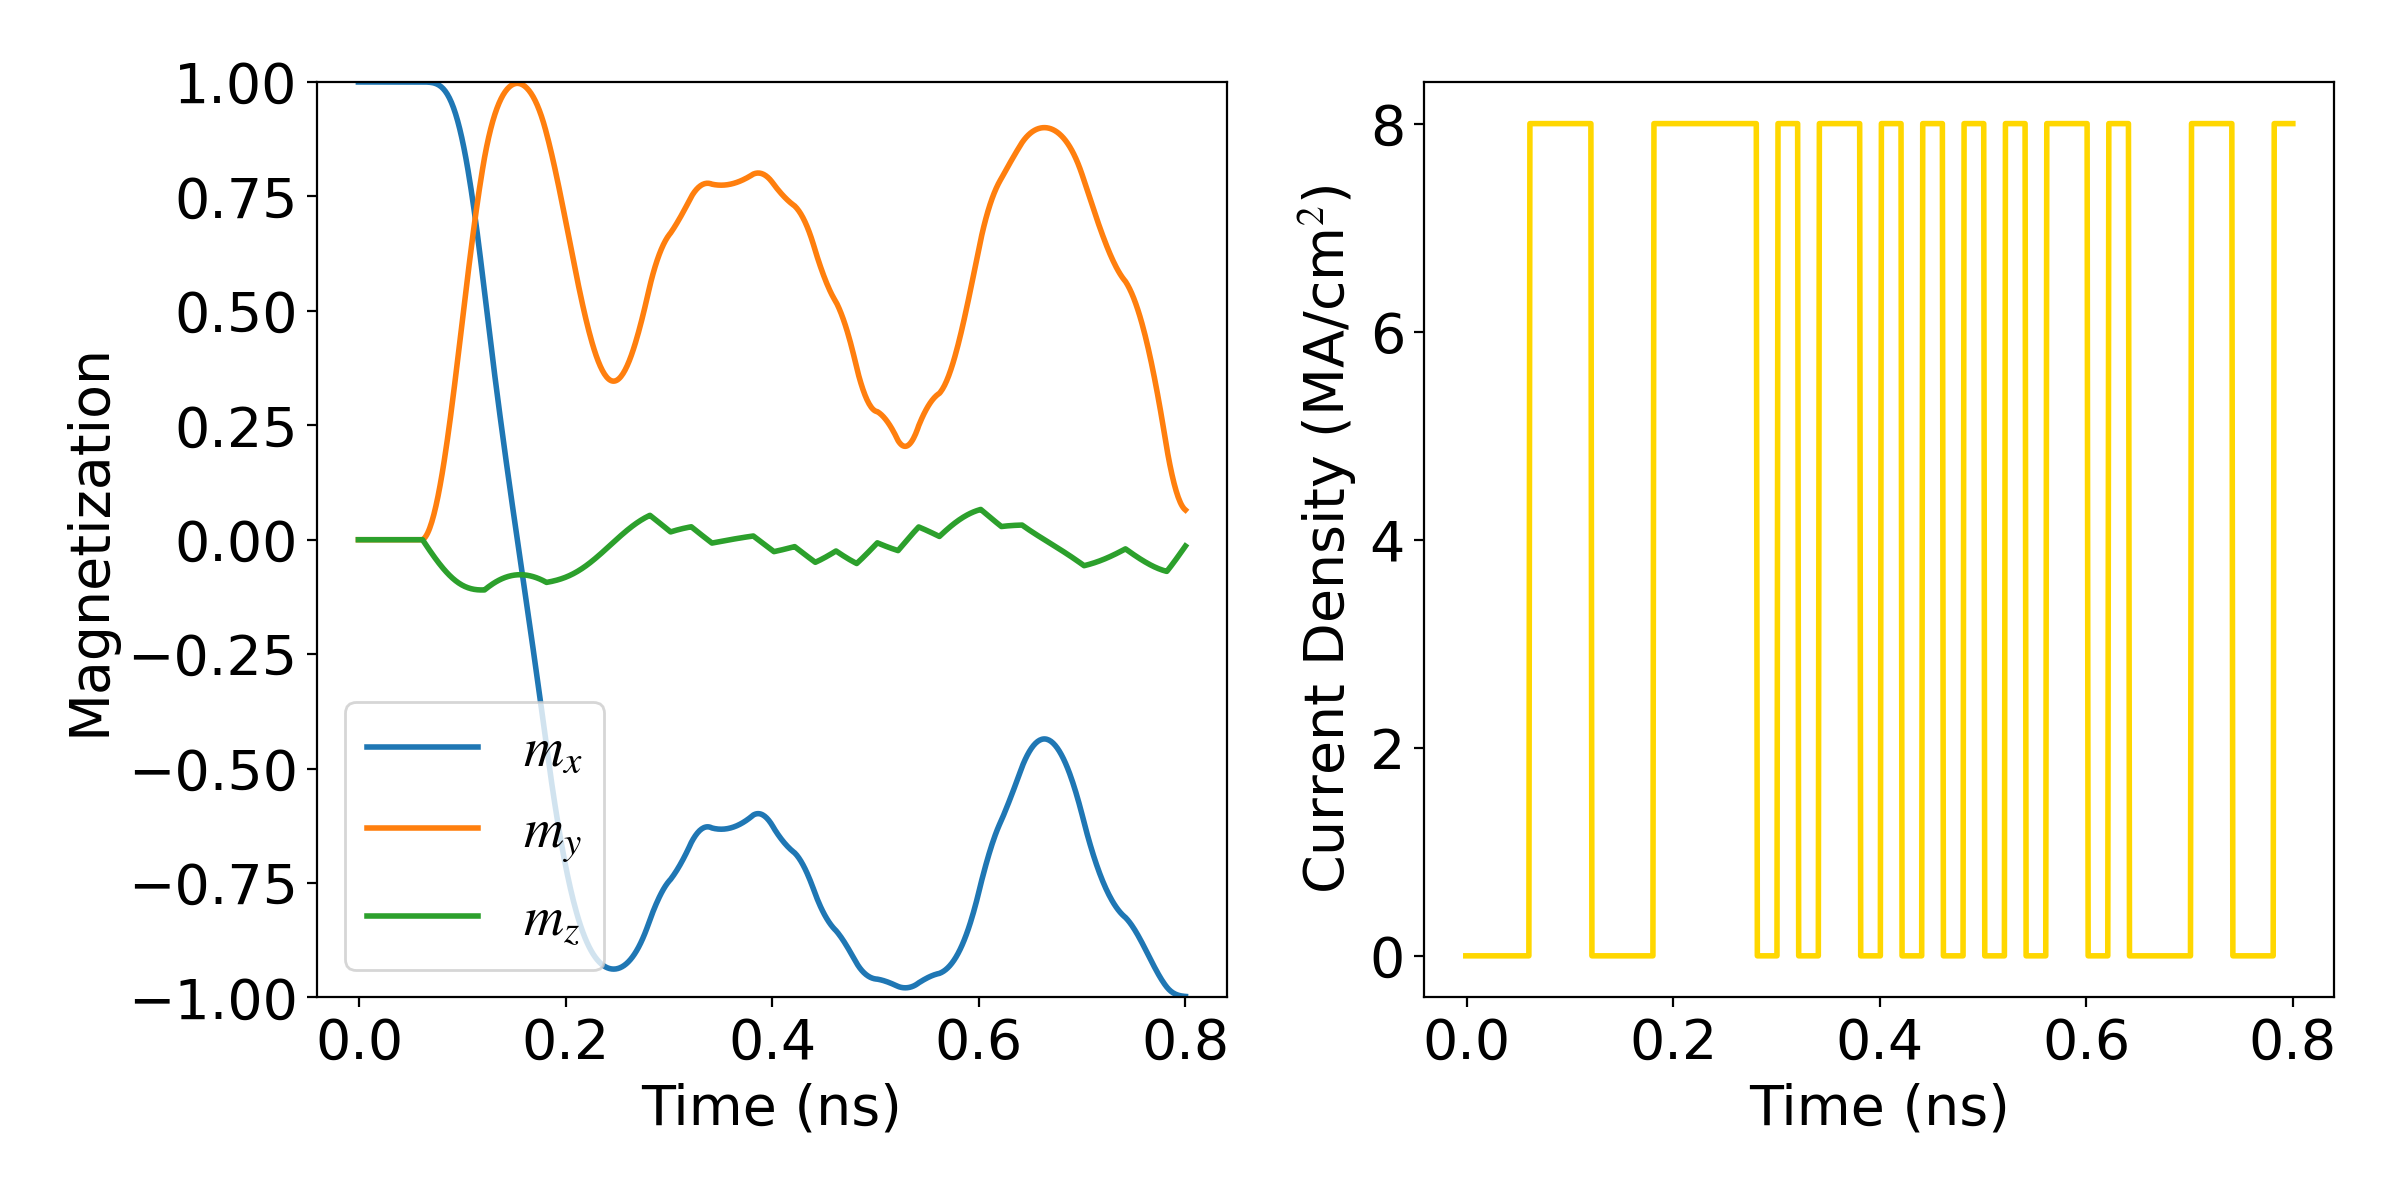 Magnetization
1.00
0.75
0.50
0.25
0.00
−0.25
−0.50
−0.75
−1.00
m_x
m_y
m_z
0.0 0.2 0.4 0.6 0.8
Time (ns)
Current Density (MA/cm²)
8
6
4
2
0
0.0 0.2 0.4 0.6 0.8
Time (ns)